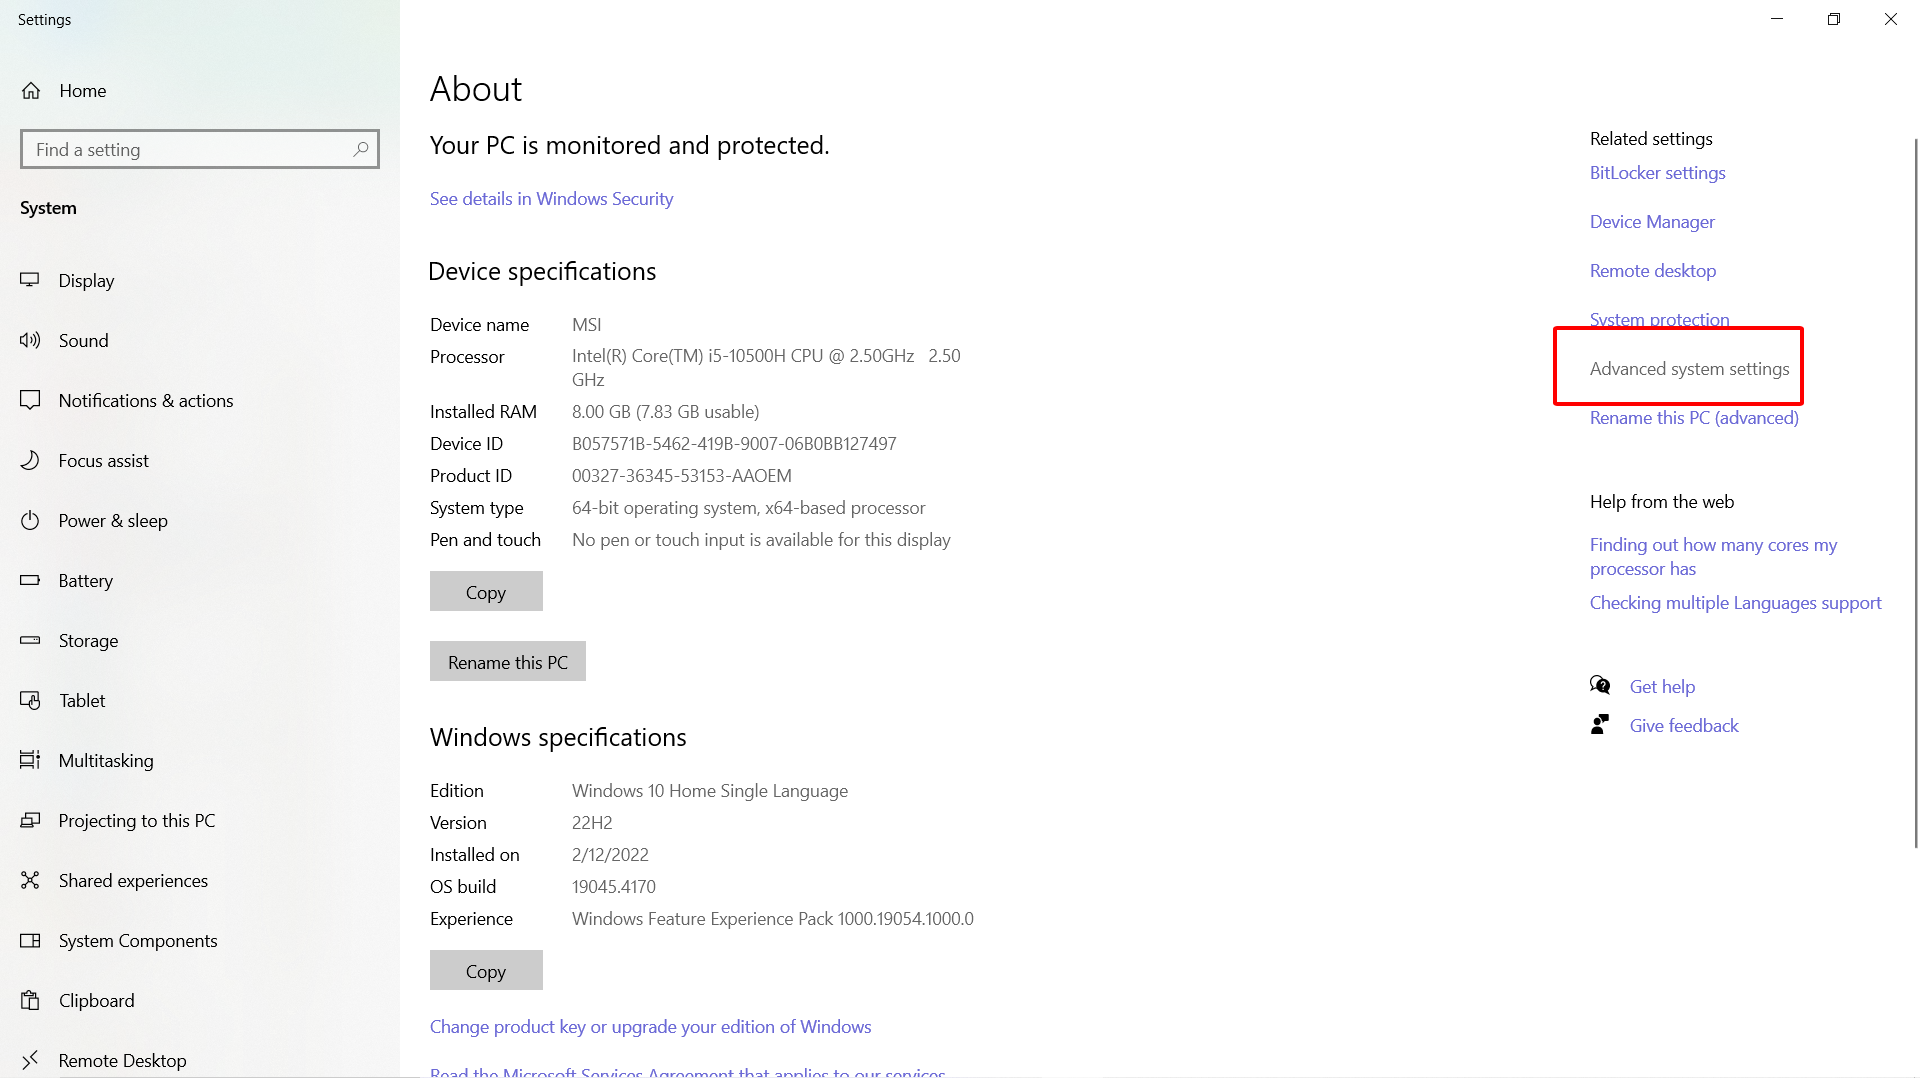 Settings
Home
Find a setting
System
Display
Sound
Notifications & actions
Focus assist
Power & sleep
Battery
Storage
Tablet
Multitasking
Projecting to this PC
Shared experiences
System Components
Clipboard
Remote Desktop
About
Your PC is monitored and protected.
See details in Windows Security
Device specifications
Device name MSI
Processor Intel(R) Core(TM) i5-10500H CPU @ 2.50GHz 2.50
GHz
Installed RAM 8.00 GB (7.83 GB usable)
Device ID B057571B-5462-419B-9007-06B0BB127497
Product ID 00327-36345-53153-AAOEM
System type 64-bit operating system, x64-based processor
Pen and touch No pen or touch input is available for this display
Copy
Rename this PC
Windows specifications
Edition Windows 10 Home Single Language
Version 22H2
Installed on 2/12/2022
OS build 19045.4170
Experience Windows Feature Experience Pack 1000.19054.1000.0
Copy
Change product key or upgrade your edition of Windows
Read the Microsoft Services Agreement that applies to our services
Related settings
BitLocker settings
Device Manager
Remote desktop
System protection
Advanced system settings
Rename this PC (advanced)
Help from the web
Finding out how many cores my
processor has
Checking multiple Languages support
Get help
Give feedback